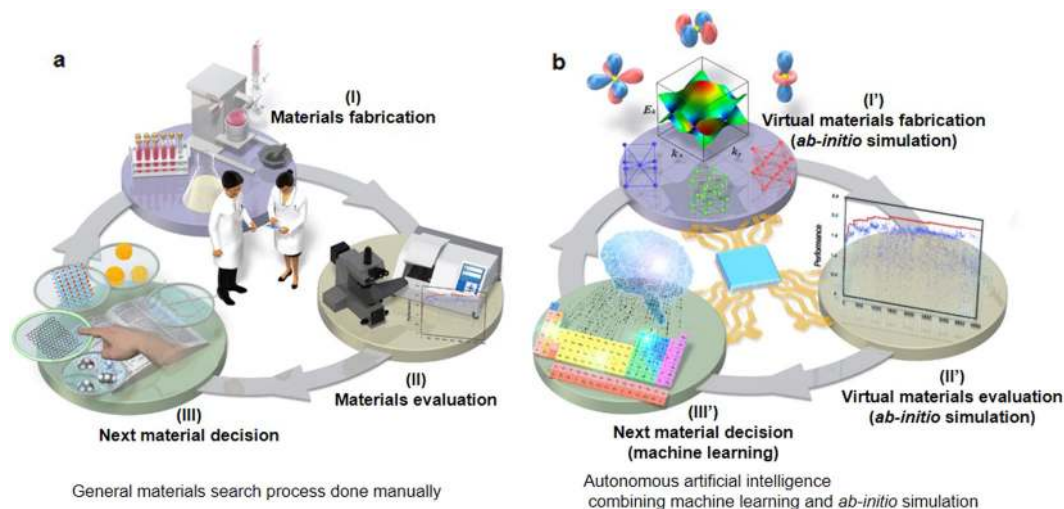 a
(I)
Materials fabrication
(II)
Materials evaluation
(III)
Next material decision
General materials search process done manually
b
E
k
k
(I')
Virtual materials fabrication
(ab-initio simulation)
Performance
(II')
Virtual materials evaluation
(ab-initio simulation)
(III')
Next material decision
(machine learning)
Autonomous artificial intelligence
combining machine learning and ab-initio simulation